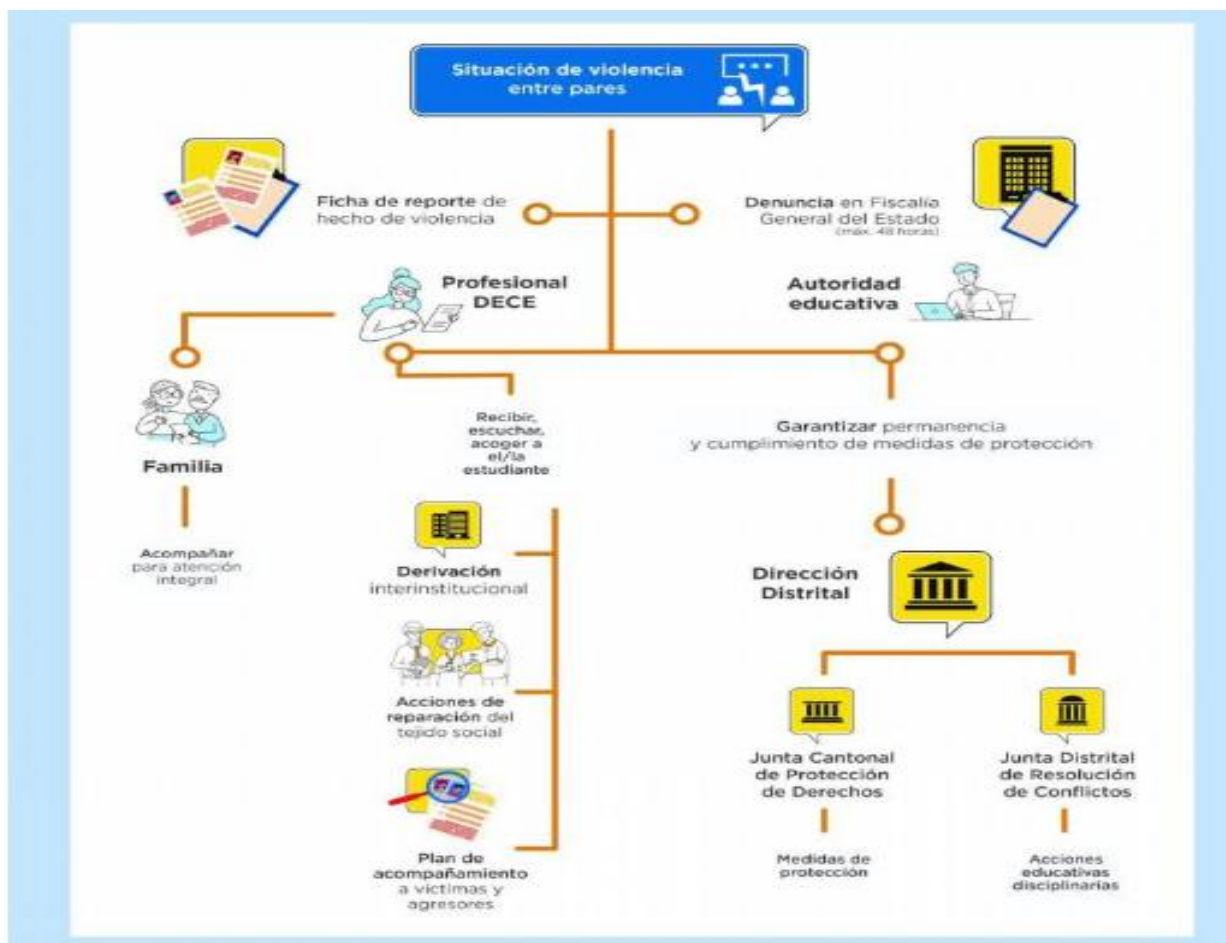 Situación de violencia
entre pares
Ficha de reporte de
hecho de violencia
Denuncia en Fiscalía
General del Estado
(máx. 48 horas)
Profesional
DECE
Autoridad
educativa
Familia
Acompañar
para atención
integral
Recibir,
escuchar,
acoger a
el/la
estudiante
Derivación
interinstitucional
Acciones de
reparación del
tejido social
Plan de
acompañamiento
a víctimas y
agresores
Garantizar permanencia
y cumplimiento de medidas de protección
Dirección
Distrital
Junta Cantonal
de Protección
de Derechos
Medidas de
protección
Junta Distrital
de Resolución
de Conflictos
Acciones
educativas
disciplinarias